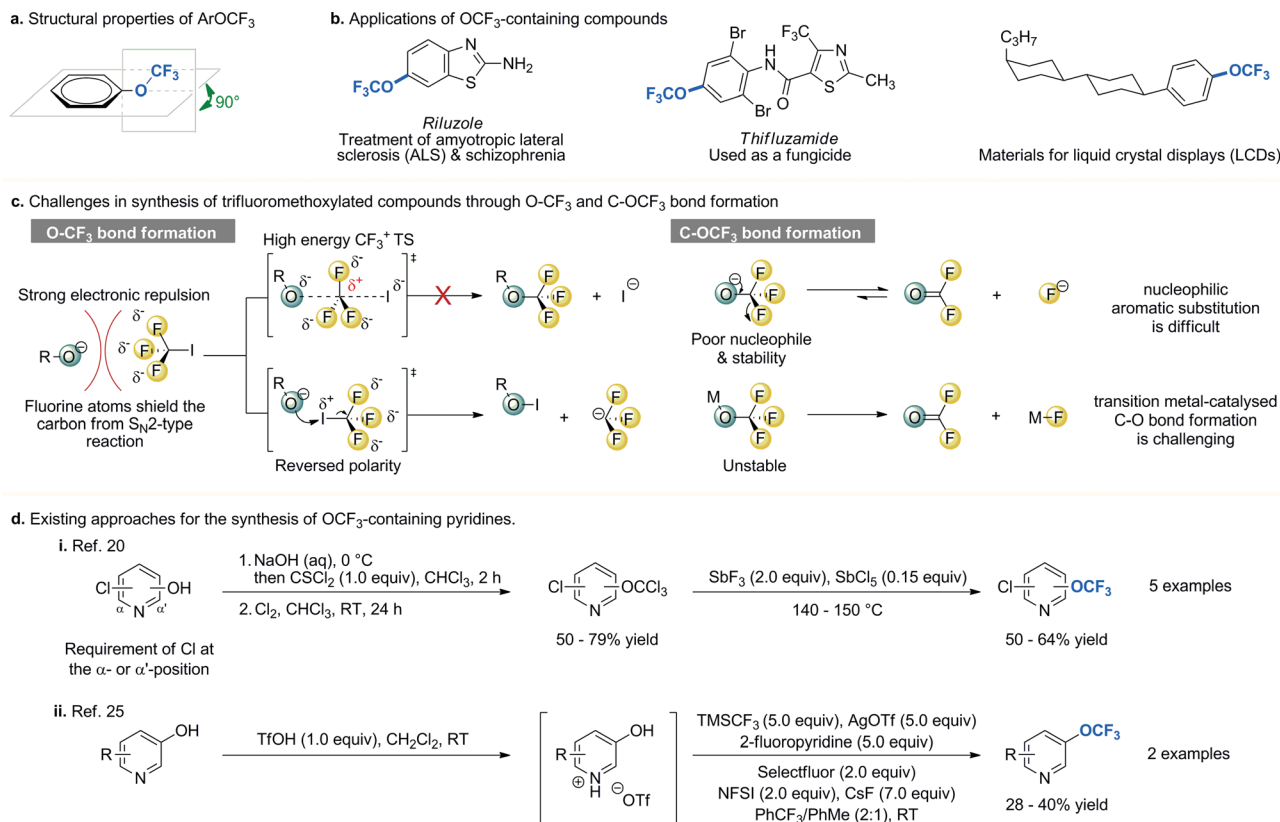 a. Structural properties of ArOCF3
CF3
O
90°
b. Applications of OCF3-containing compounds
F3CO
N
S
NH2
Riluzole
Treatment of amyotropic lateral
sclerosis (ALS) & schizophrenia
Br
F3CO
Br
H
N
O
F3C
N
S
CH3
Thifluzamide
Used as a fungicide
C3H7
OCF3
Materials for liquid crystal displays (LCDs)
c. Challenges in synthesis of trifluoromethoxylated compounds through O-CF3 and C-OCF3 bond formation
O-CF3 bond formation
Strong electronic repulsion
R-O⊖
δ- F
δ- F
δ- F
I
Fluorine atoms shield the
carbon from SN2-type
reaction
High energy CF3+ TS
R
O δ-
F δ-
δ+
I δ-
δ- F
F δ-
‡
X
R
O
F
F
F
+ I⊖
R
O⊖
δ+
I
F δ-
F δ-
F δ-
‡
Reversed polarity
R
O-I
+
⊖
F
F
F
C-OCF3 bond formation
⊖
O
F
F
F
Poor nucleophile
& stability
O
F
F
+
F⊖
nucleophilic
aromatic substitution
is difficult
M
O
F
F
F
Unstable
O
F
F
+
M-F
transition metal-catalysed
C-O bond formation
is challenging
d. Existing approaches for the synthesis of OCF3-containing pyridines.
i. Ref. 20
Cl
OH
α N α'
Requirement of Cl at
the α- or α'-position
1. NaOH (aq), 0 °C
then CSCl2 (1.0 equiv), CHCl3, 2 h
2. Cl2, CHCl3, RT, 24 h
Cl
OCCl3
N
50 - 79% yield
SbF3 (2.0 equiv), SbCl5 (0.15 equiv)
140 - 150 °C
Cl
OCF3
N
50 - 64% yield
5 examples
ii. Ref. 25
R
OH
N
TfOH (1.0 equiv), CH2Cl2, RT
R
OH
⊕ N
H
⊖OTf
TMSCF3 (5.0 equiv), AgOTf (5.0 equiv)
2-fluoropyridine (5.0 equiv)
Selectfluor (2.0 equiv)
NFSI (2.0 equiv), CsF (7.0 equiv)
PhCF3/PhMe (2:1), RT
R
OCF3
N
28 - 40% yield
2 examples